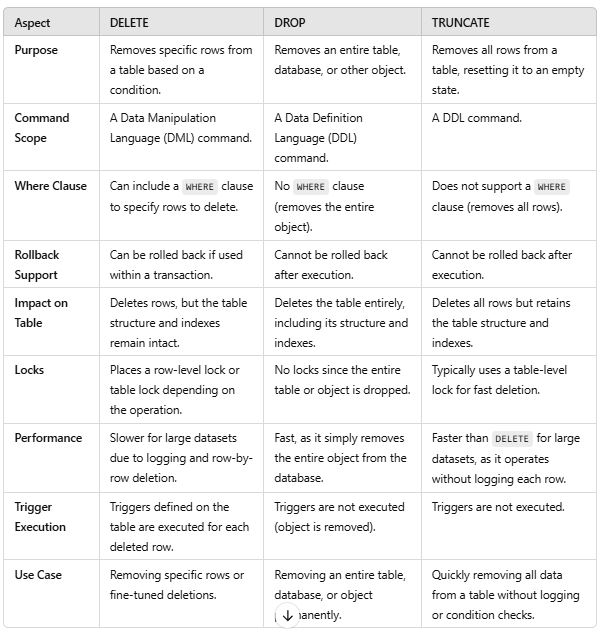 Aspect DELETE DROP TRUNCATE
Purpose
Removes specific rows from
a table based on a
condition.
Removes an entire table,
database, or other object.
Removes all rows from a
table, resetting it to an empty
state.
Command
Scope
A Data Manipulation
Language (DML) command.
A Data Definition
Language (DDL)
command.
A DDL command.
Where Clause
Can include a WHERE clause
to specify rows to delete.
No WHERE clause
(removes the entire
object).
Does not support a WHERE
clause (removes all rows).
Rollback
Support
Can be rolled back if used
within a transaction.
Cannot be rolled back
after execution.
Cannot be rolled back after
execution.
Impact on
Table
Deletes rows, but the table
structure and indexes
remain intact.
Deletes the table entirely,
including its structure and
indexes.
Deletes all rows but retains
the table structure and
indexes.
Locks
Places a row-level lock or
table lock depending on
the operation.
No locks since the entire
table or object is dropped.
Typically uses a table-level
lock for fast deletion.
Performance
Slower for large datasets
due to logging and row-by-
row deletion.
Fast, as it simply removes
the entire object from the
database.
Faster than DELETE for large
datasets, as it operates
without logging each row.
Trigger
Execution
Triggers defined on the
table are executed for each
deleted row.
Triggers are not executed
(object is removed).
Triggers are not executed.
Use Case
Removing specific rows or
fine-tuned deletions.
Removing an entire table,
database, or object
Quickly removing all data
from a table without logging
or condition checks.